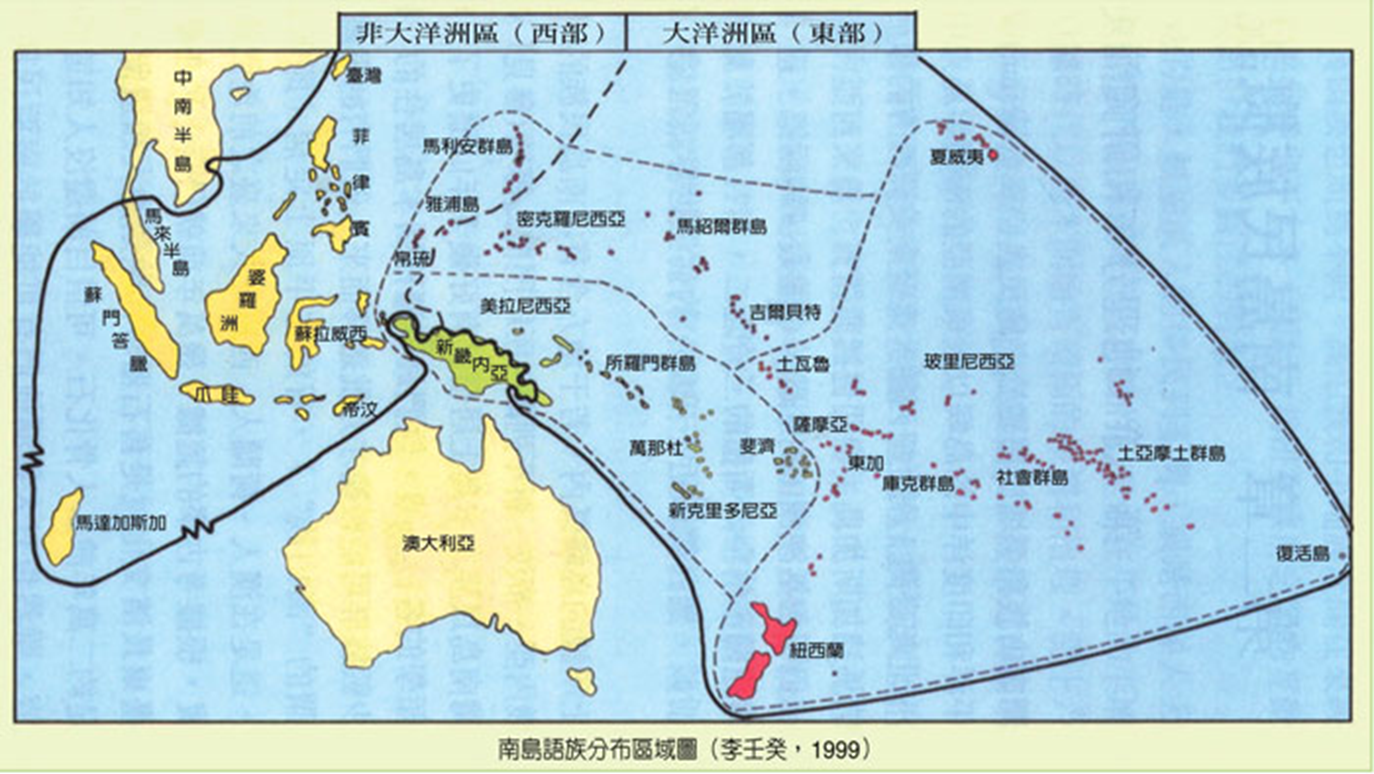 非大洋洲區（西部）
大洋洲區（東部）
中南半島
臺灣
菲律賓
馬利安群島
夏威夷
雅浦島
密克羅尼西亞
馬紹爾群島
馬來半島
帛琉
婆羅洲
蘇門答臘
美拉尼西亞
吉爾貝特
蘇拉威西
新畿內亞
所羅門群島
土瓦魯
玻里尼西亞
爪哇
帝汶
薩摩亞
萬那杜
斐濟
東加
庫克群島
社會群島
土亞摩土群島
新克里多尼亞
馬達加斯加
澳大利亞
復活島
紐西蘭
南島語族分布區域圖（李壬癸，1999）